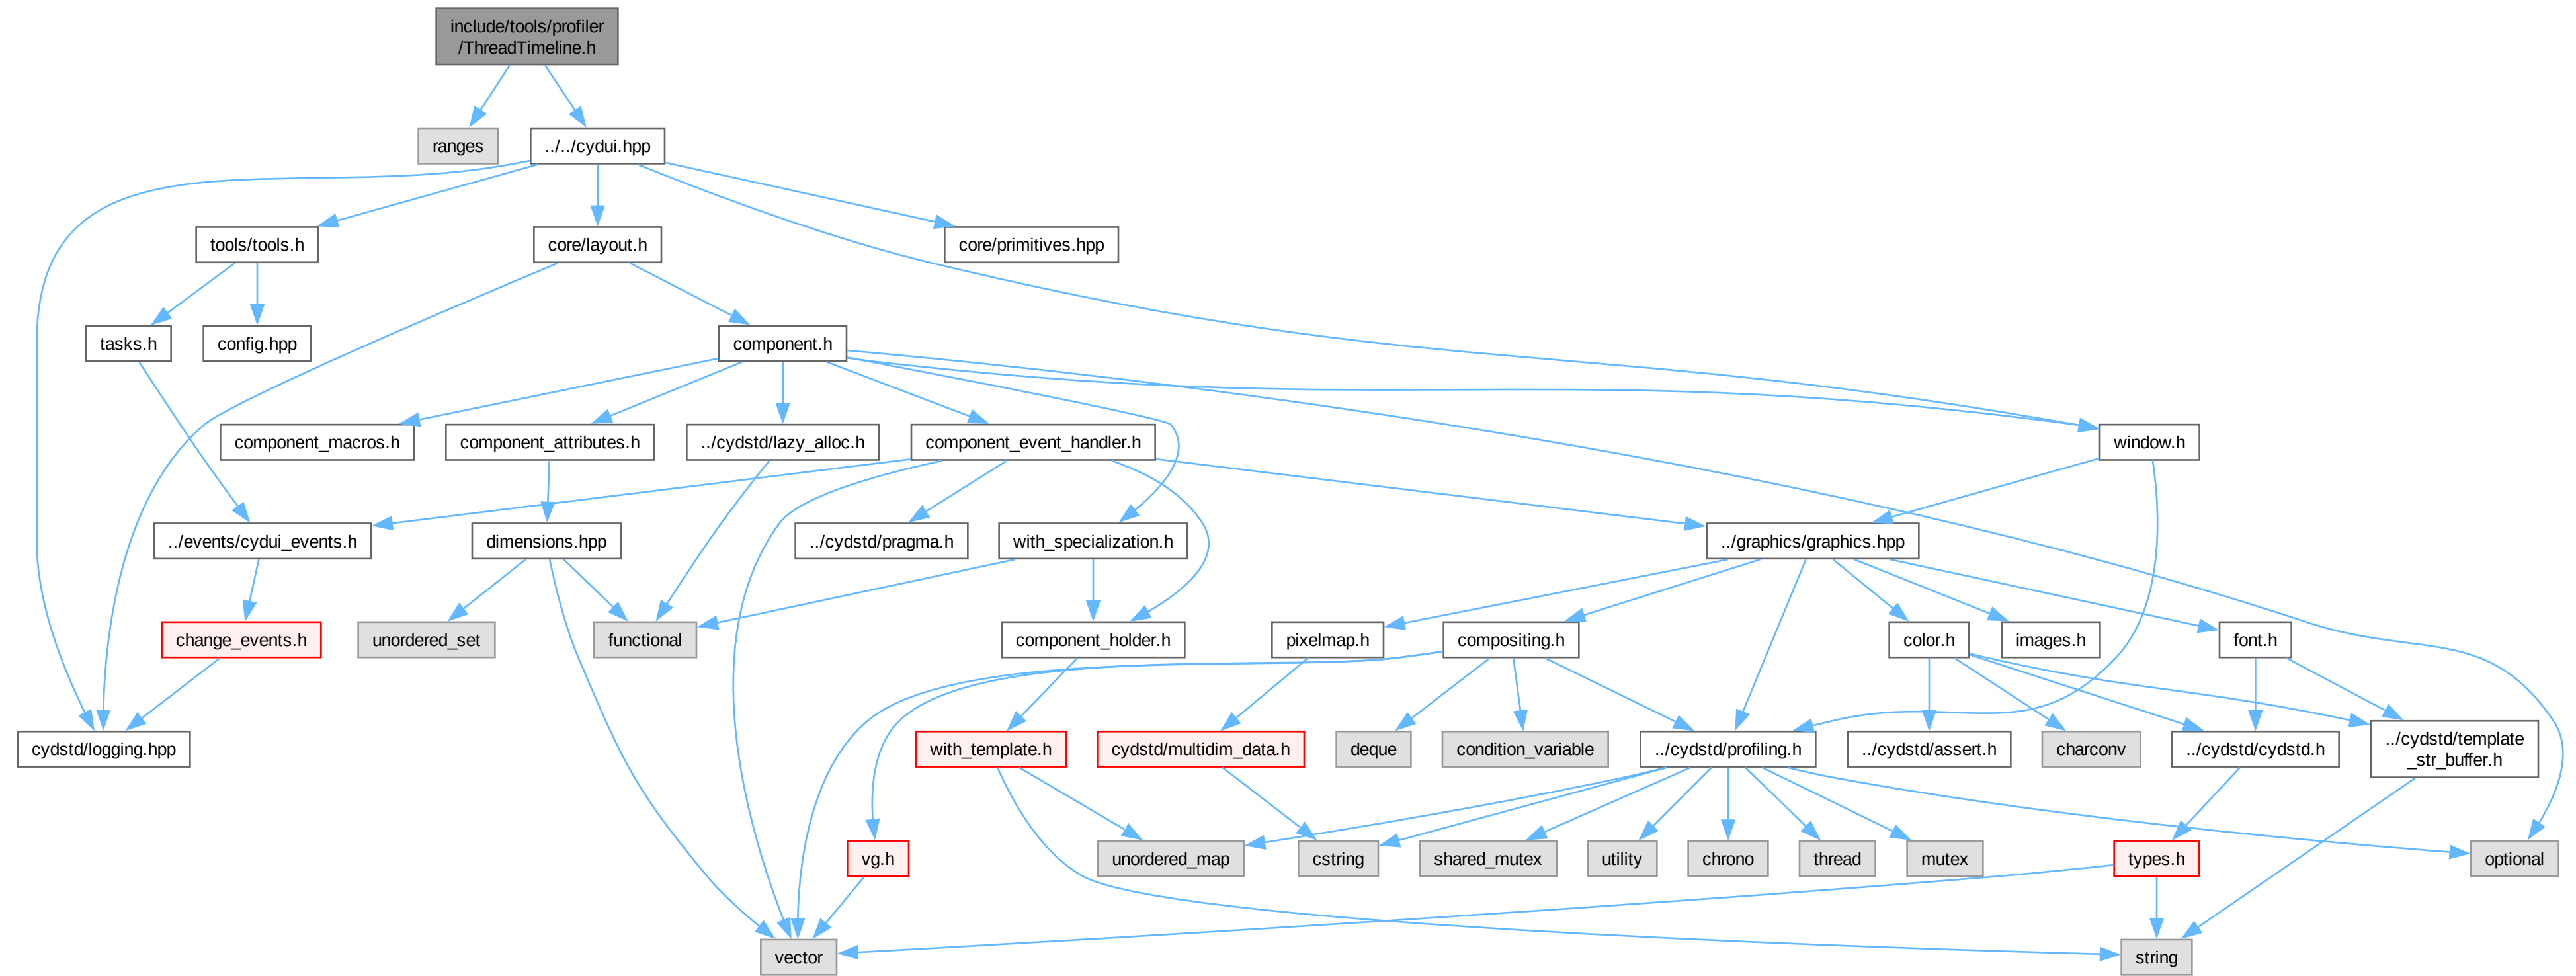 include/tools/profiler
/ThreadTimeline.h
ranges
../../cydui.hpp
tools/tools.h
core/layout.h
core/primitives.hpp
tasks.h
config.hpp
component.h
component_macros.h
component_attributes.h
../cydstd/lazy_alloc.h
component_event_handler.h
window.h
../events/cydui_events.h
dimensions.hpp
../cydstd/pragma.h
with_specialization.h
../graphics/graphics.hpp
change_events.h
unordered_set
functional
component_holder.h
pixelmap.h
compositing.h
color.h
images.h
font.h
cydstd/logging.hpp
with_template.h
cydstd/multidim_data.h
deque
condition_variable
../cydstd/profiling.h
../cydstd/assert.h
charconv
../cydstd/cydstd.h
../cydstd/template
_str_buffer.h
vg.h
unordered_map
cstring
shared_mutex
utility
chrono
thread
mutex
types.h
optional
vector
string